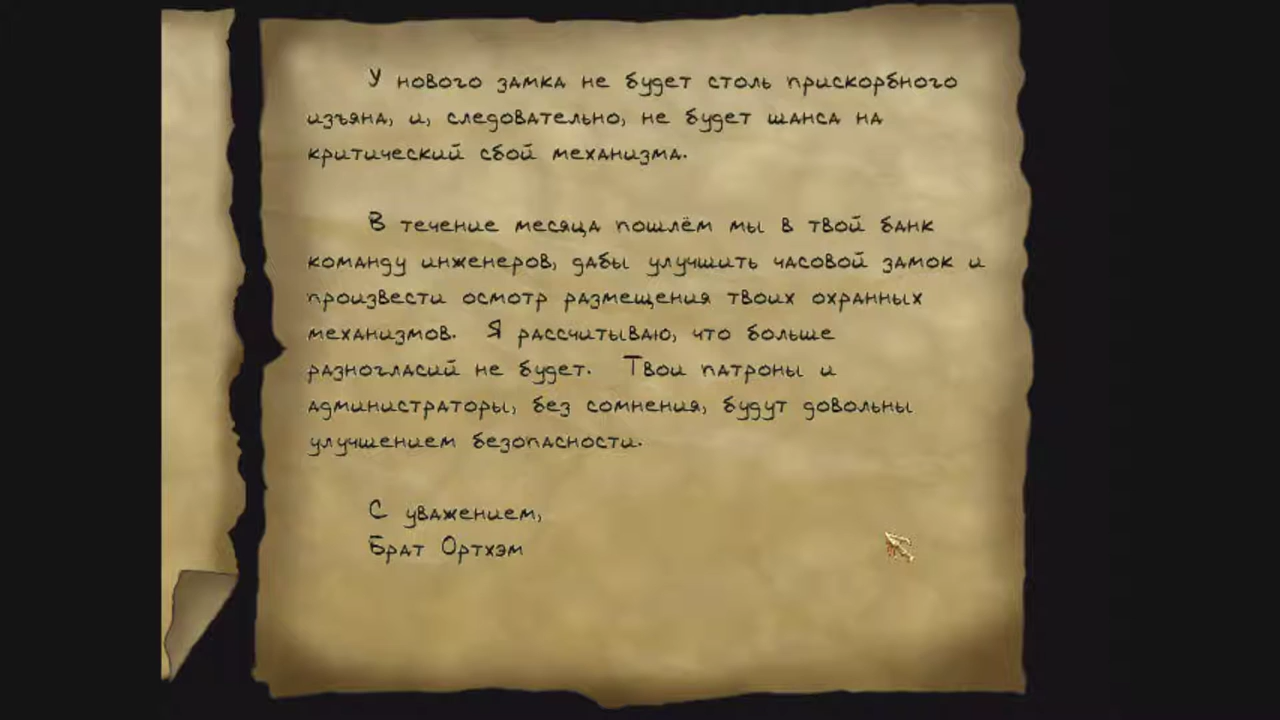 У нового замка не будет столь прискорбного
изъяна, и, следовательно, не будет шанса на
критический сбой механизма.
В течение месяца пошлём мы в твой банк
команду инженеров, дабы улучшить часовой замок и
произвести осмотр размещения твоих охранных
механизмов. Я рассчитываю, что больше
разногласий не будет. Твои патроны и
администраторы, без сомнения, будут довольны
улучшением безопасности.
С уважением,
Брат Ортхэм